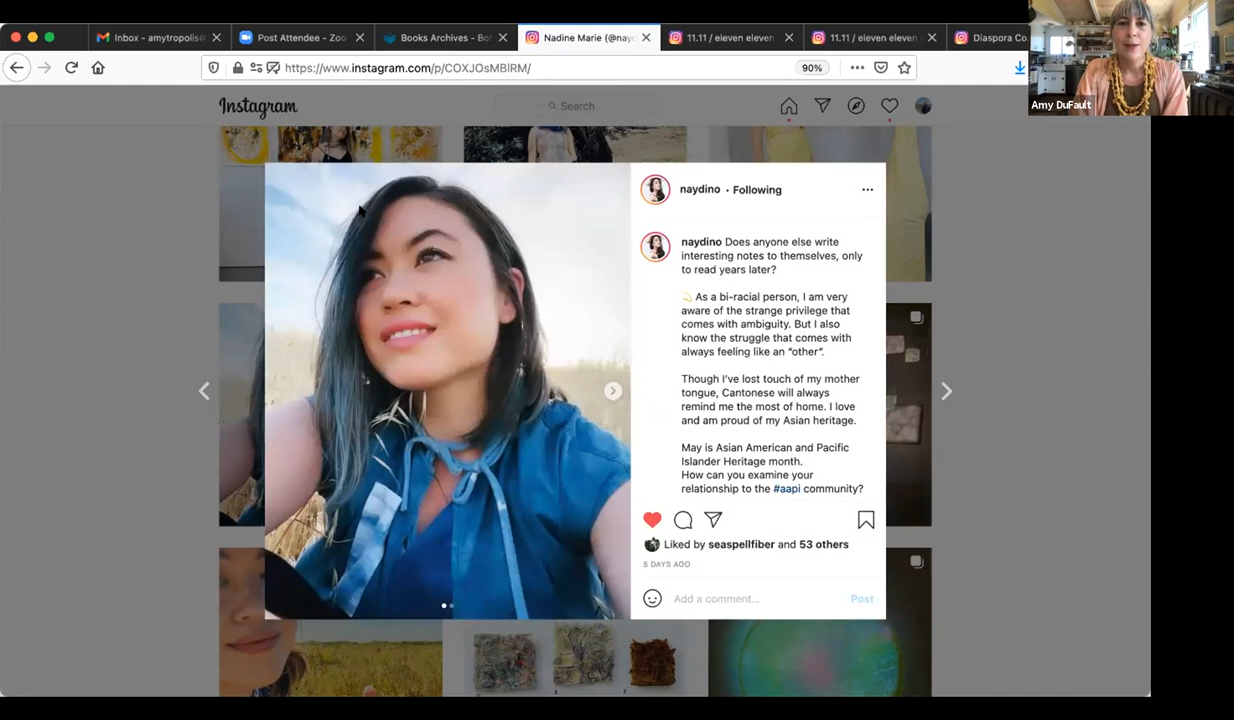 Inbox - amytropolis@
Post Attendee - Zoo
Books Archives - Bo
Nadine Marie (@nay
11.11 / eleven eleven
11.11 / eleven eleven
Diaspora Co.
https://www.instagram.com/p/COXJOsMBlRM/
90%
Amy DuFault
Instagram
Search
naydino • Following
naydino Does anyone else write
interesting notes to themselves, only
to read years later?
As a bi-racial person, I am very
aware of the strange privilege that
comes with ambiguity. But I also
know the struggle that comes with
always feeling like an “other”.
Though I’ve lost touch of my mother
tongue, Cantonese will always
remind me the most of home. I love
and am proud of my Asian heritage.
May is Asian American and Pacific
Islander Heritage month.
How can you examine your
relationship to the #aapi community?
Liked by seaspellfiber and 53 others
5 DAYS AGO
Add a comment...
Post